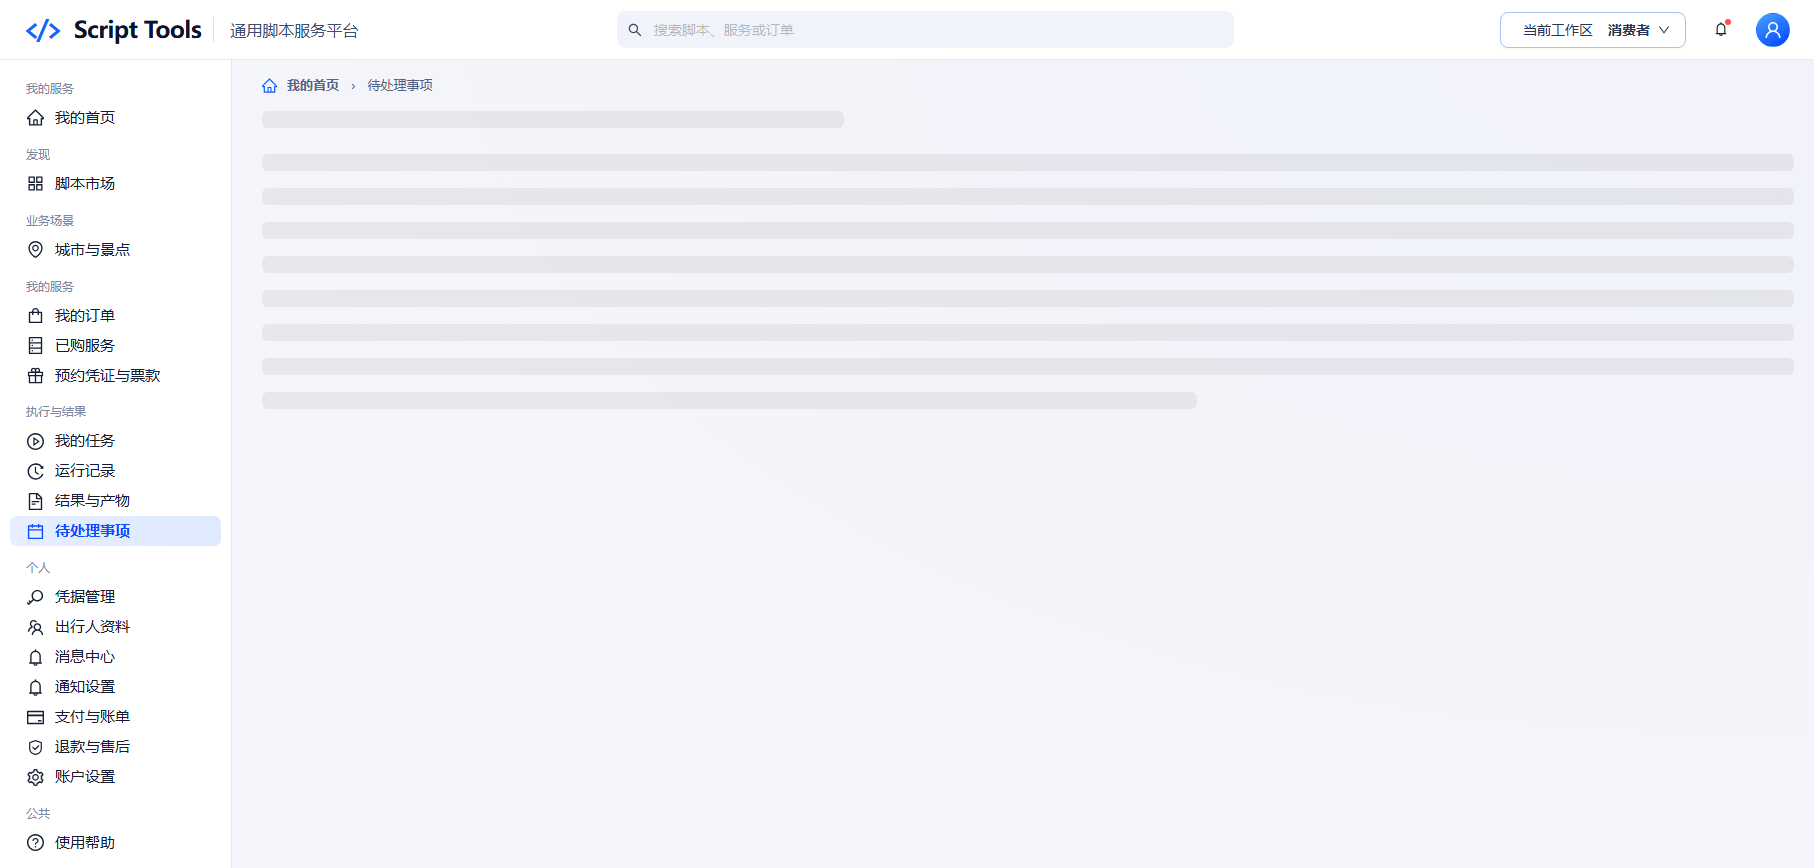 Script Tools
通用脚本服务平台
搜索脚本、服务或订单
当前工作区 消费者
我的服务
我的首页
发现
脚本市场
业务场景
城市与景点
我的服务
我的订单
已购服务
预约凭证与票款
执行与结果
我的任务
运行记录
结果与产物
待处理事项
个人
凭据管理
出行人资料
消息中心
通知设置
支付与账单
退款与售后
账户设置
公共
使用帮助
我的首页 › 待处理事项